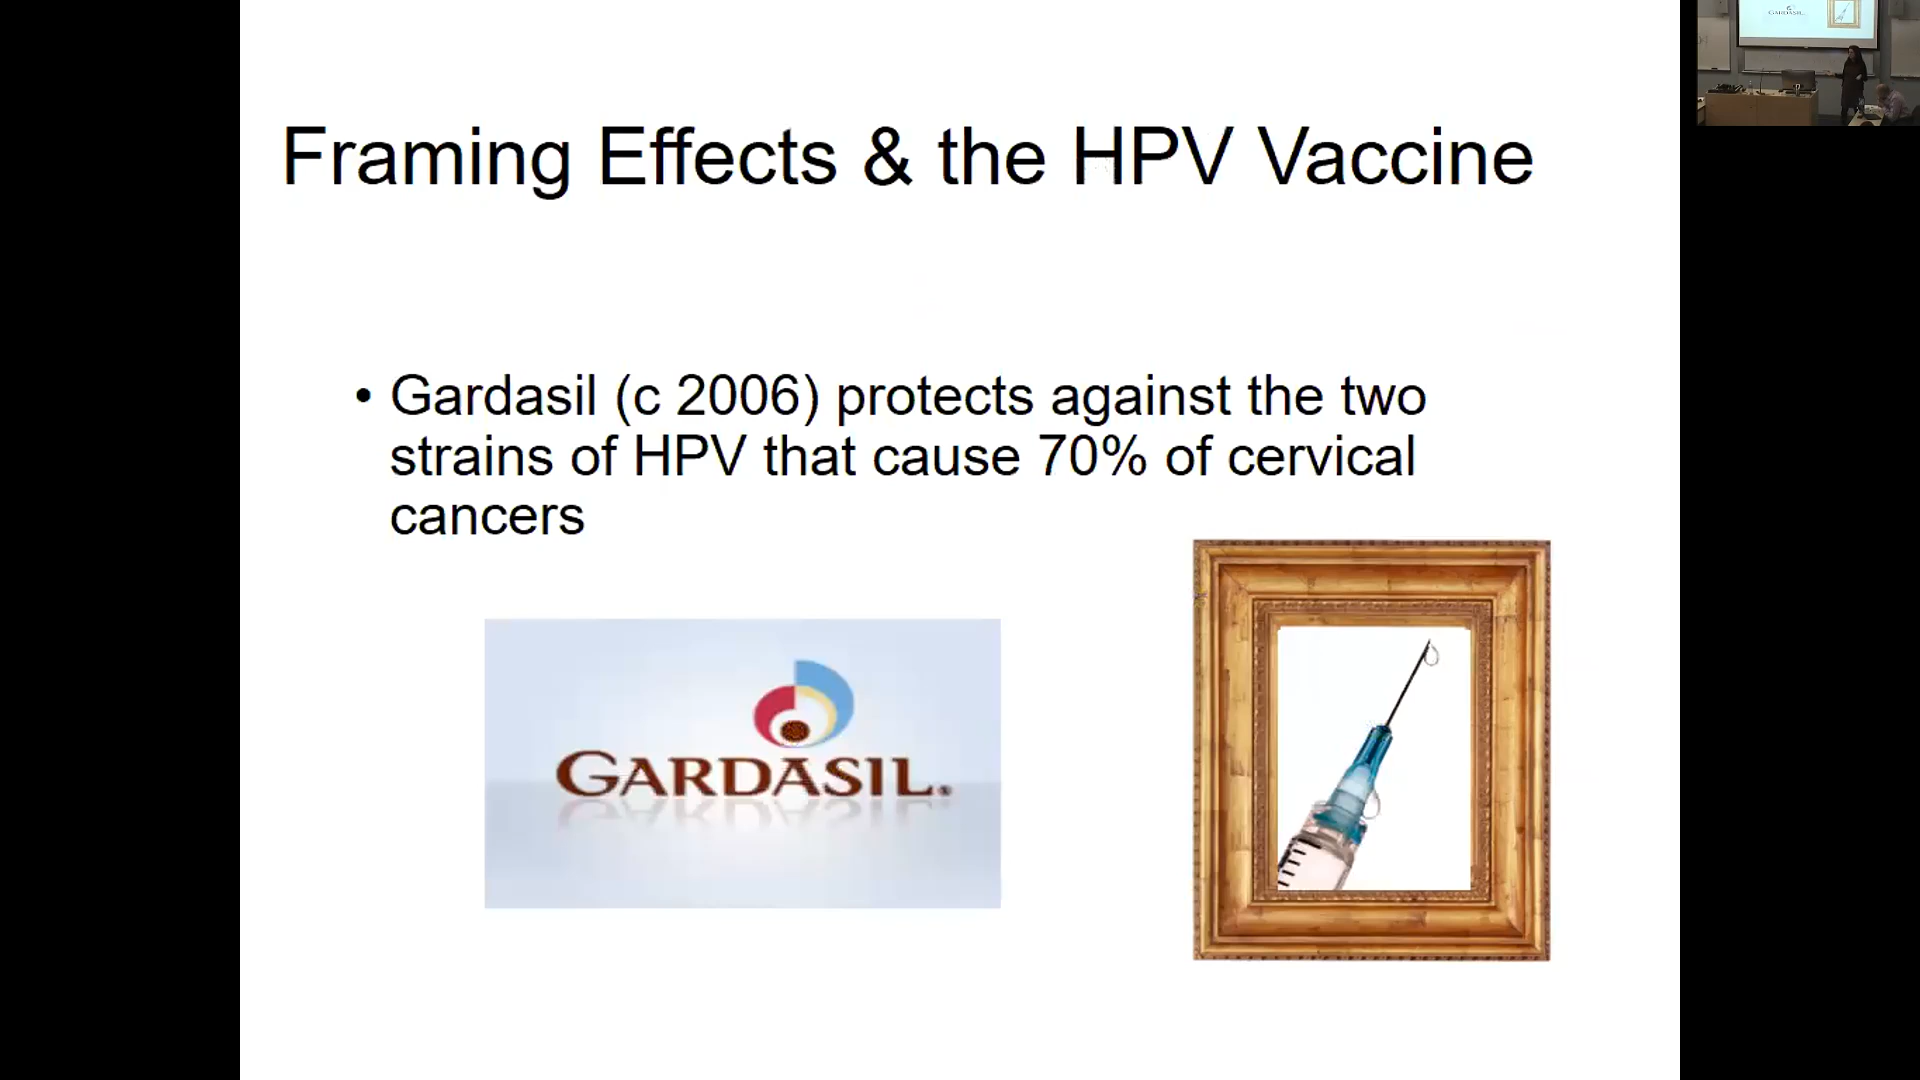 Framing Effects & the HPV Vaccine
• Gardasil (c 2006) protects against the two
strains of HPV that cause 70% of cervical
cancers
GARDASIL®
GARDASIL